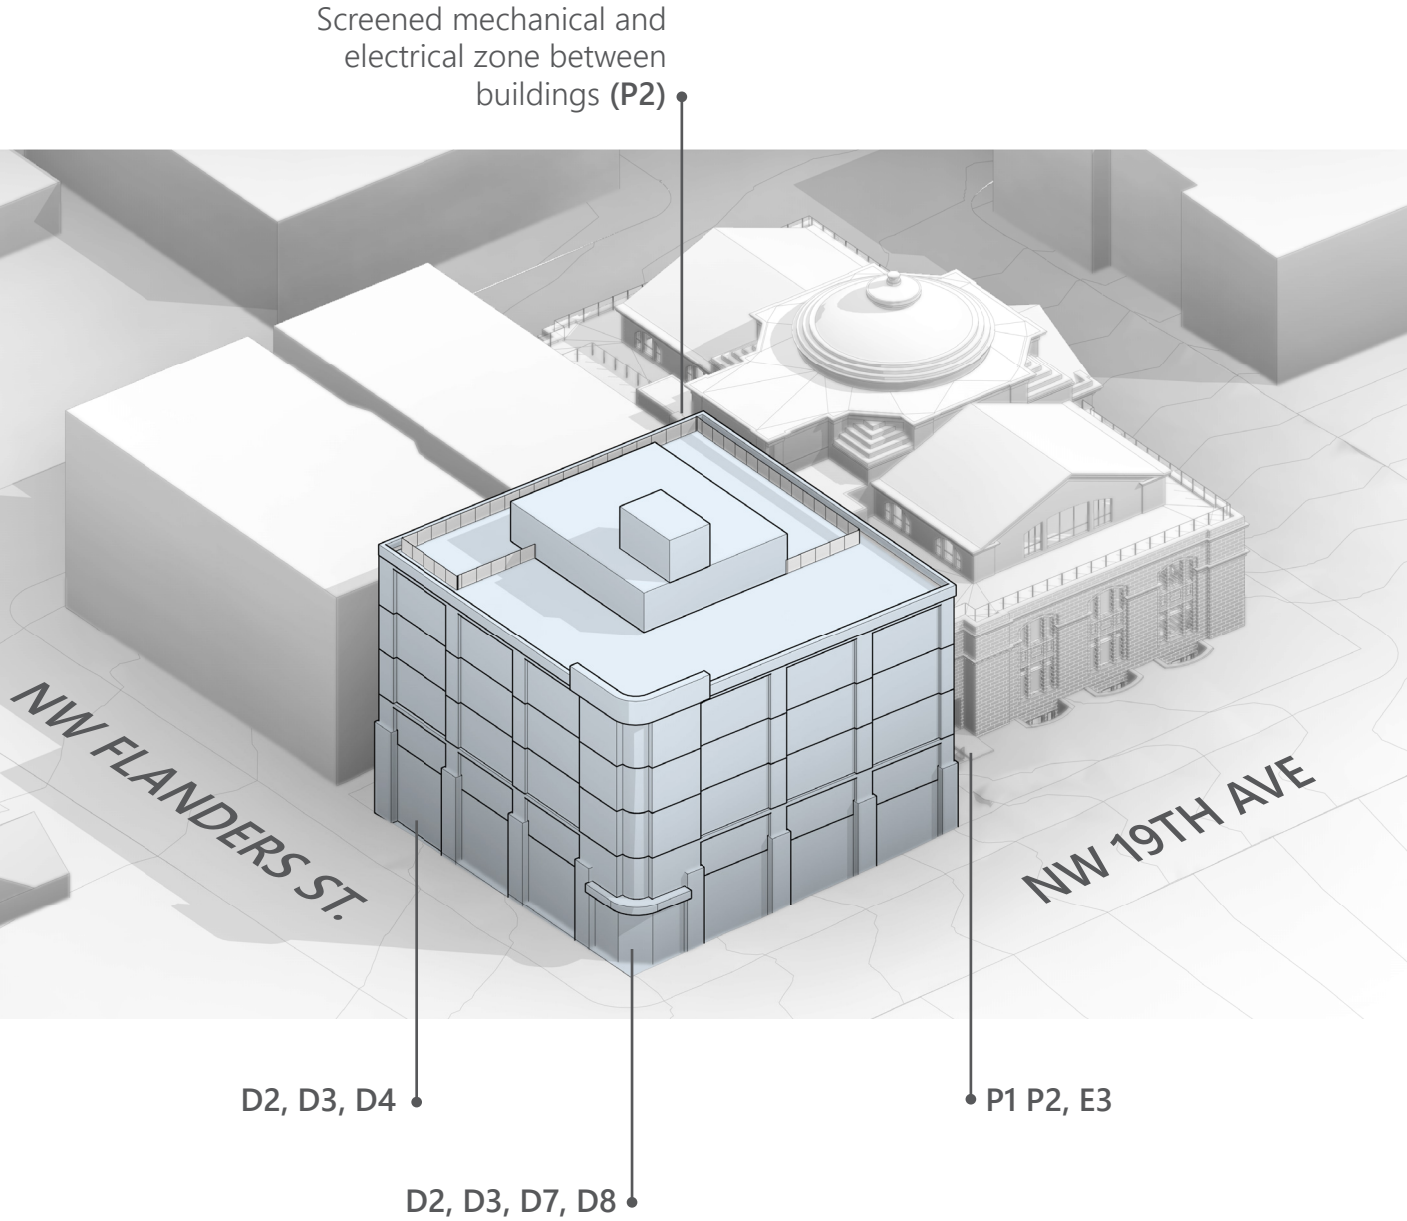 Screened mechanical and
electrical zone between
buildings (P2)
NW FLANDERS ST.
NW 19TH AVE
D2, D3, D4
P1 P2, E3
D2, D3, D7, D8